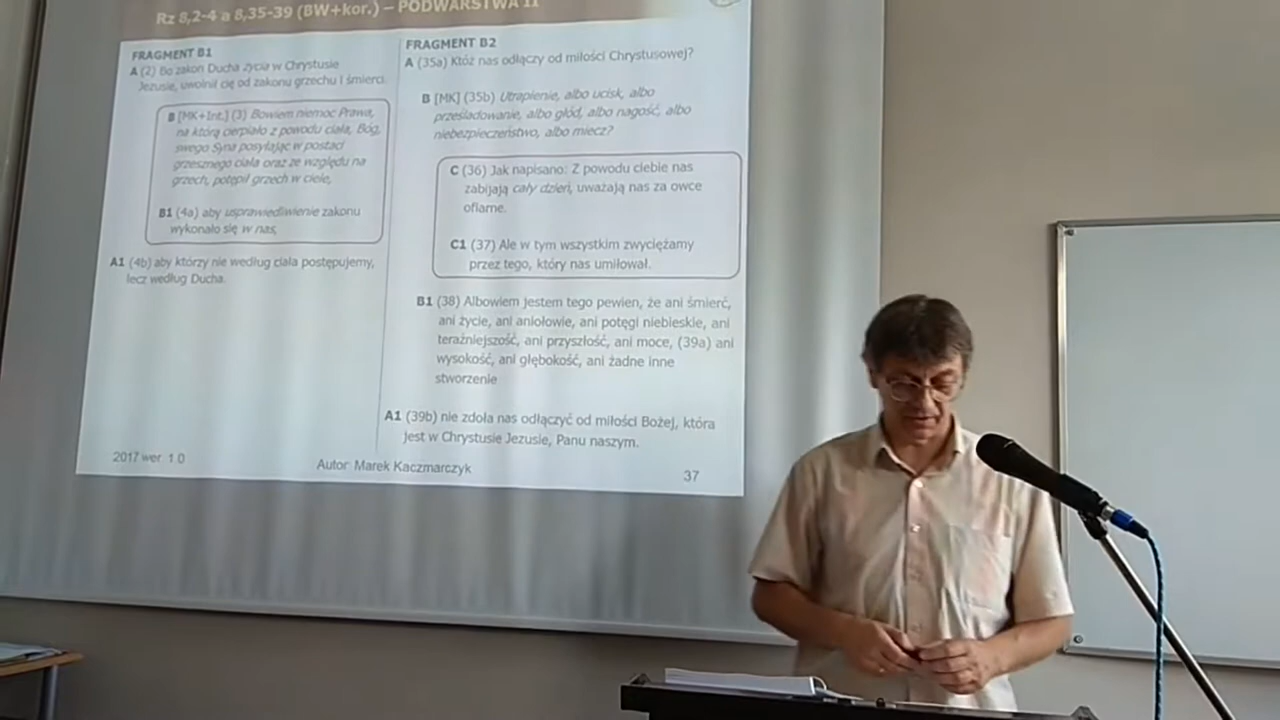 Rz 8,2-4 a 8,35-39 (BW+kor.) – PODWARSTWA II
FRAGMENT B1
A (2) Bo zakon Ducha życia w Chrystusie
Jezusie, uwolnił cię od zakonu grzechu i śmierci.
B [MK+Int.] (3) Bowiem niemoc Prawa,
na którą cierpiało z powodu ciała, Bóg,
swego Syna posyłając w postaci
grzesznego ciała oraz ze względu na
grzech, potępił grzech w ciele,
B1 (4a) aby usprawiedliwienie zakonu
wykonało się w nas,
A1 (4b) aby którzy nie według ciała postępujemy,
lecz według Ducha.
FRAGMENT B2
A (35a) Któż nas odłączy od miłości Chrystusowej?
B [MK] (35b) Utrapienie, albo ucisk, albo
prześladowanie, albo głód, albo nagość, albo
niebezpieczeństwo, albo miecz?
C (36) Jak napisano: Z powodu ciebie nas
zabijają cały dzień, uważają nas za owce
ofiarne.
C1 (37) Ale w tym wszystkim zwyciężamy
przez tego, który nas umiłował.
B1 (38) Albowiem jestem tego pewien, że ani śmierć,
ani życie, ani aniołowie, ani potęgi niebieskie, ani
teraźniejszość, ani przyszłość, ani moce, (39a) ani
wysokość, ani głębokość, ani żadne inne
stworzenie
A1 (39b) nie zdoła nas odłączyć od miłości Bożej, która
jest w Chrystusie Jezusie, Panu naszym.
2017 wer. 1.0
Autor: Marek Kaczmarczyk
37